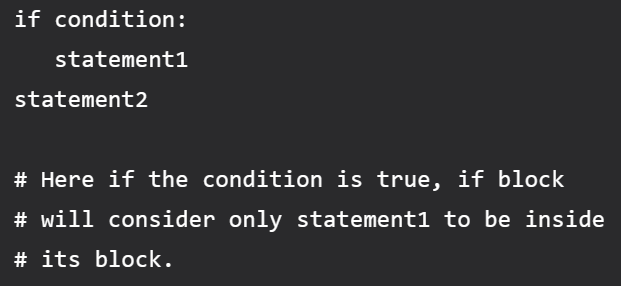 if condition:
   statement1
statement2

# Here if the condition is true, if block
# will consider only statement1 to be inside
# its block.